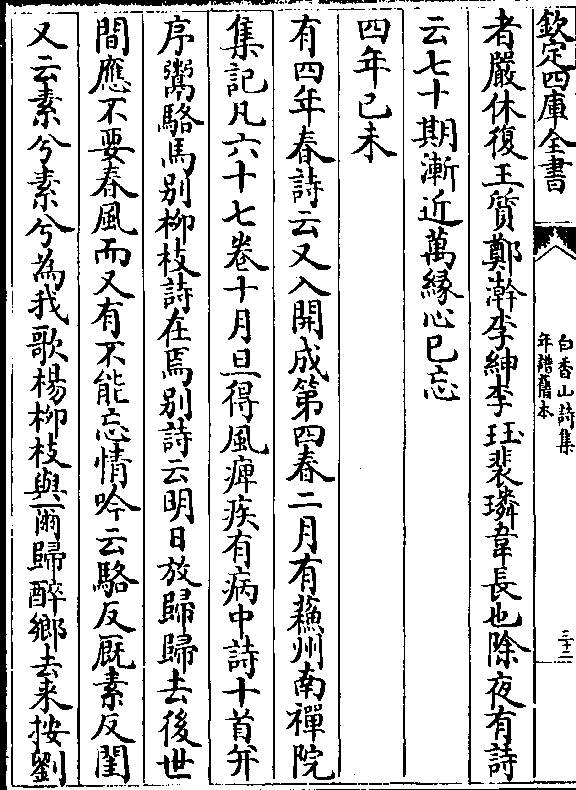 欽定四庫全書
白香山詩集
年譜舊本
三十二
者嚴休復王質鄭澣李紳李珏裴璘韋長也除夜有詩
云七十期漸近萬縁心已忘
四年已未
有四年春詩云又入開成第四春二月有蘇州南禪院
集記凡六十七卷十月旦得風痺疾有病中詩十首并
序鬻駱馬別柳枝詩在焉別詩云明日放歸歸去後世
間應不要春風而又有不能忘情吟云駱反厩素反閨
又云素兮素兮為我歌楊柳枝與爾歸醉鄉去来按劉